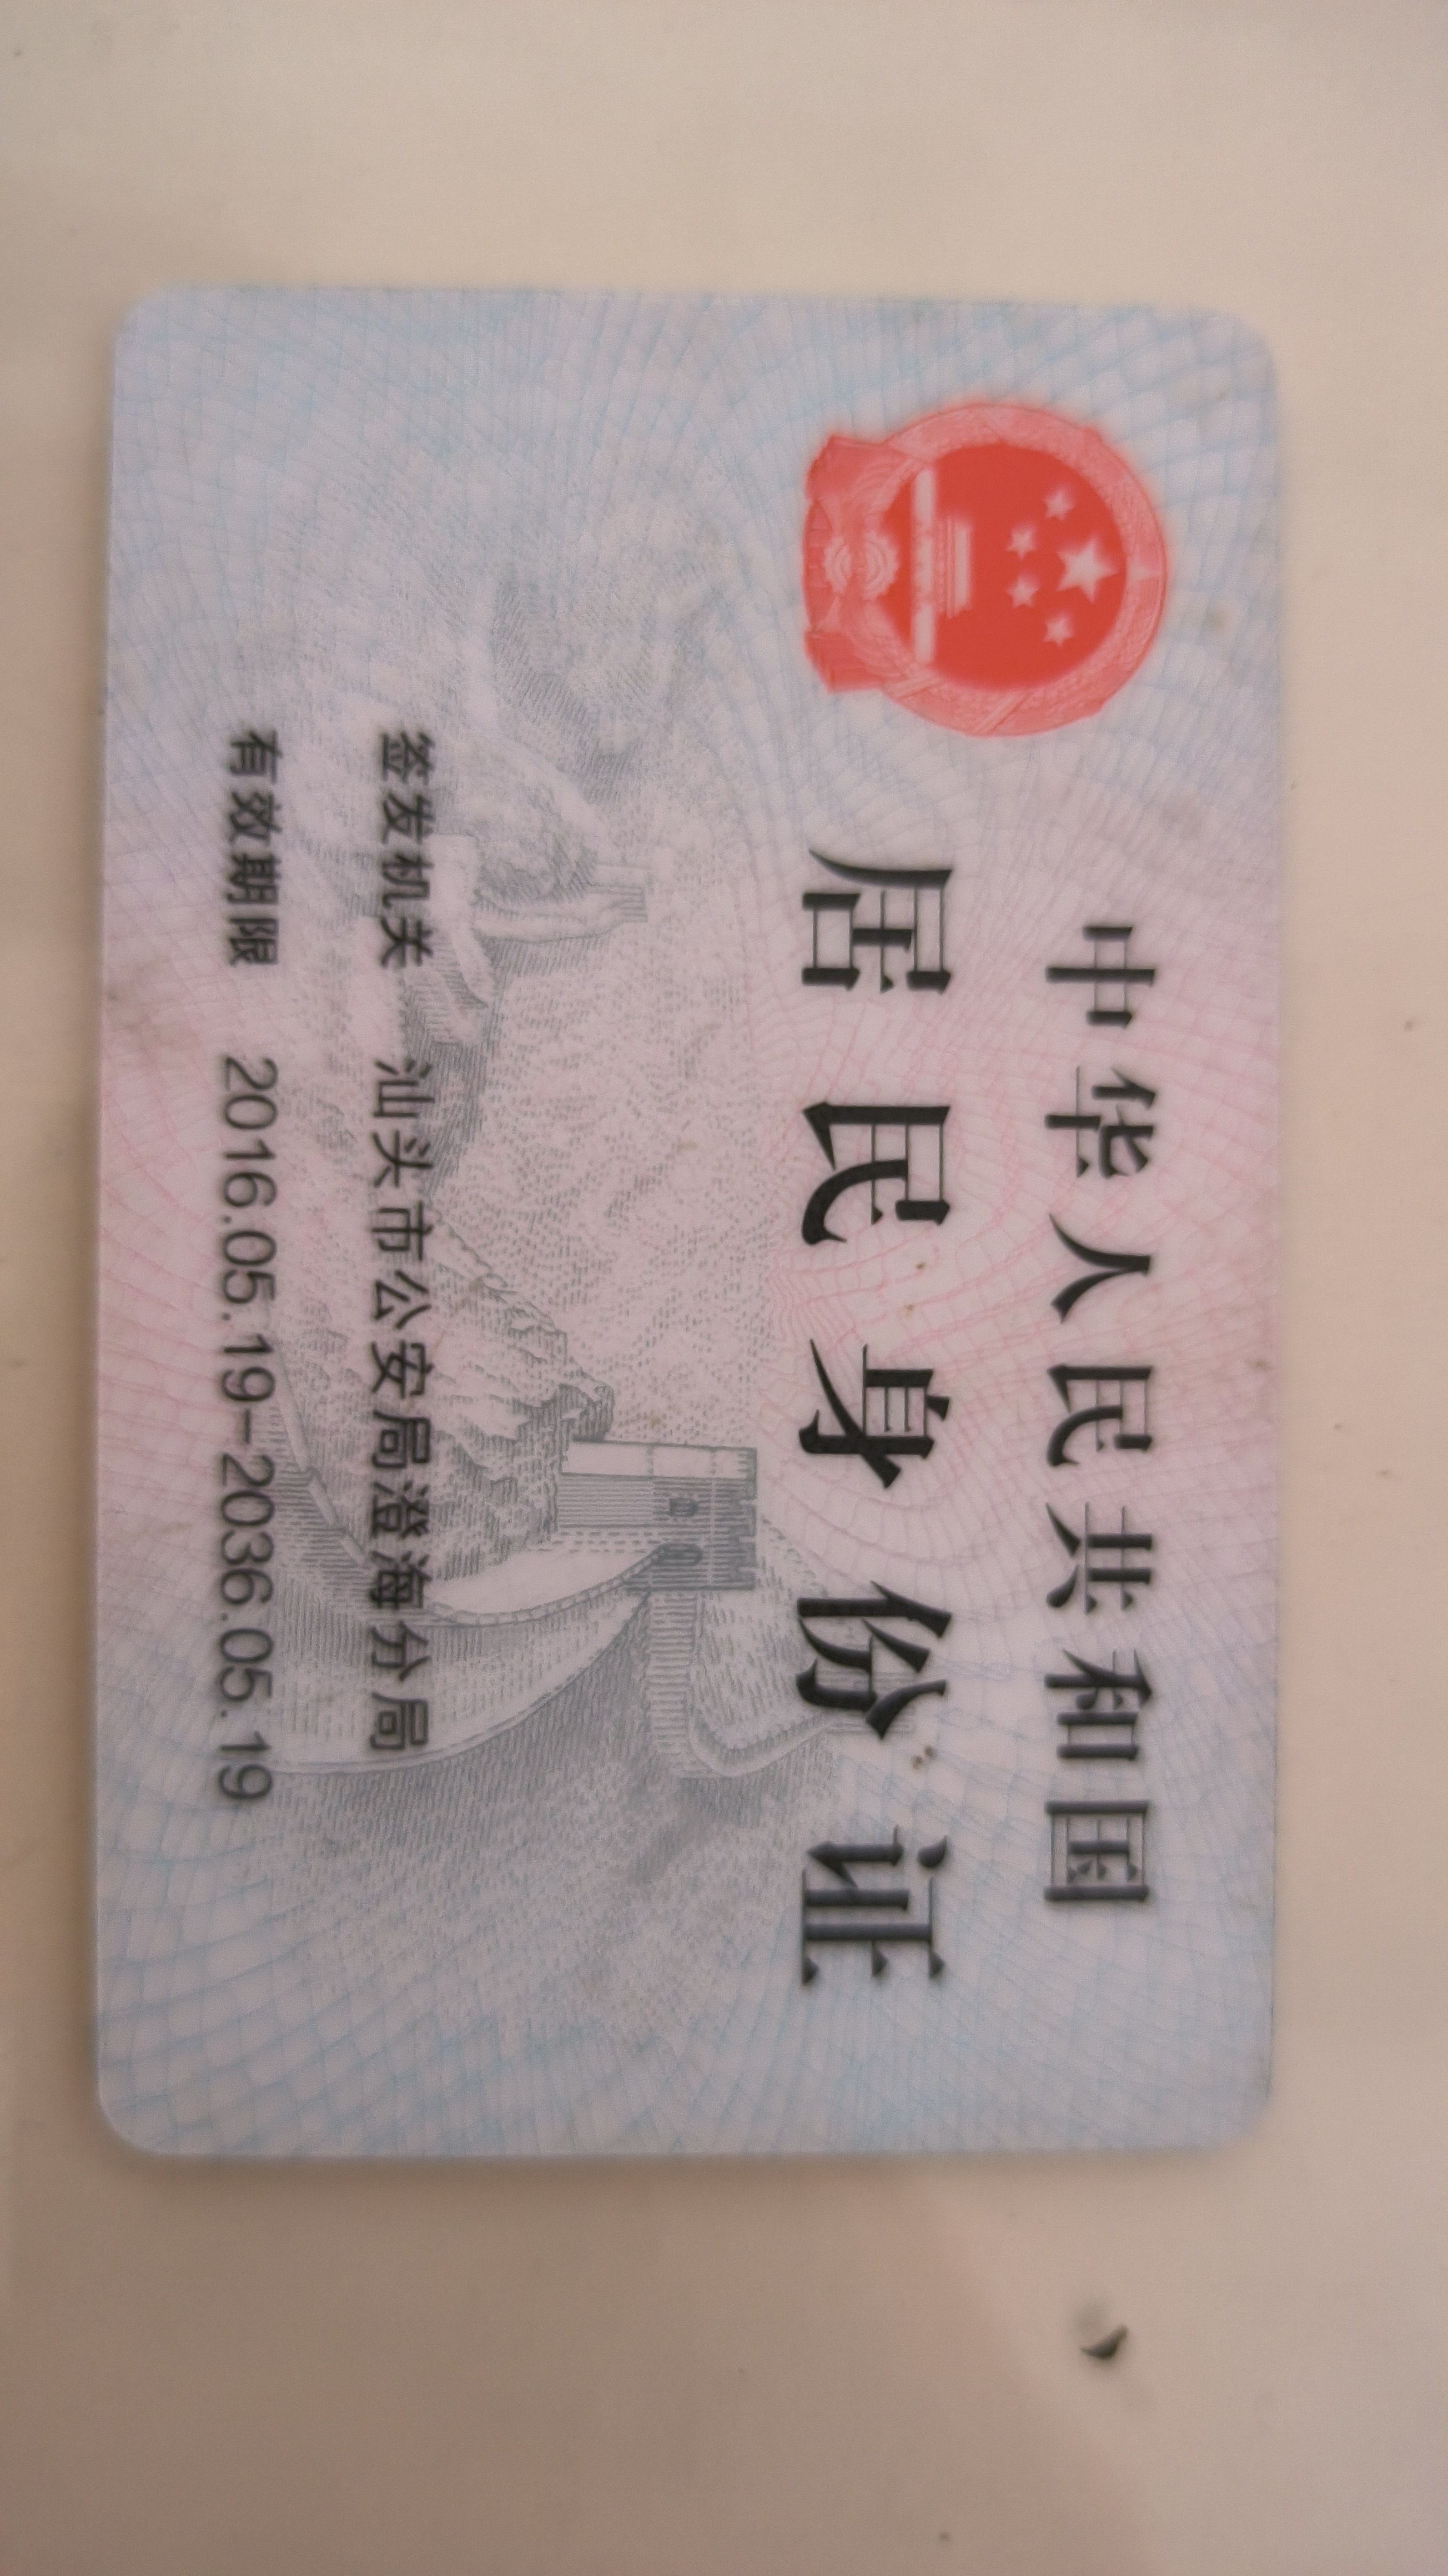 中华人民共和国
居民身份证
签发机关 汕头市公安局澄海分局
有效期限 2016.05.19-2036.05.19